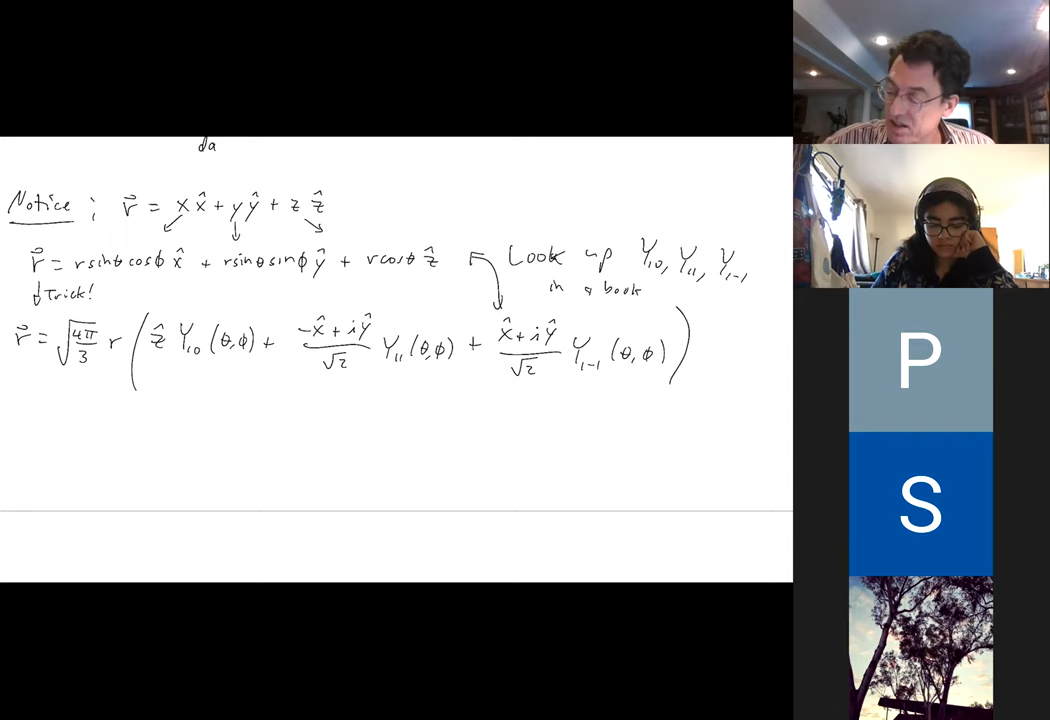 da
Notice : r⃗ = x x̂ + y ŷ + z ẑ
r⃗ = r sinθ cosϕ x̂ + r sinθ sinϕ ŷ + r cosθ ẑ Look up Y₁₀, Y₁₁, Y₁₋₁
↓ Trick! in a book
r⃗ = √(4π/3) r ( ẑ Y₁₀ (θ,ϕ) + (-x̂ + iŷ)/√2 Y₁₁ (θ,ϕ) + (x̂ + iŷ)/√2 Y₁₋₁ (θ,ϕ) )
P
S